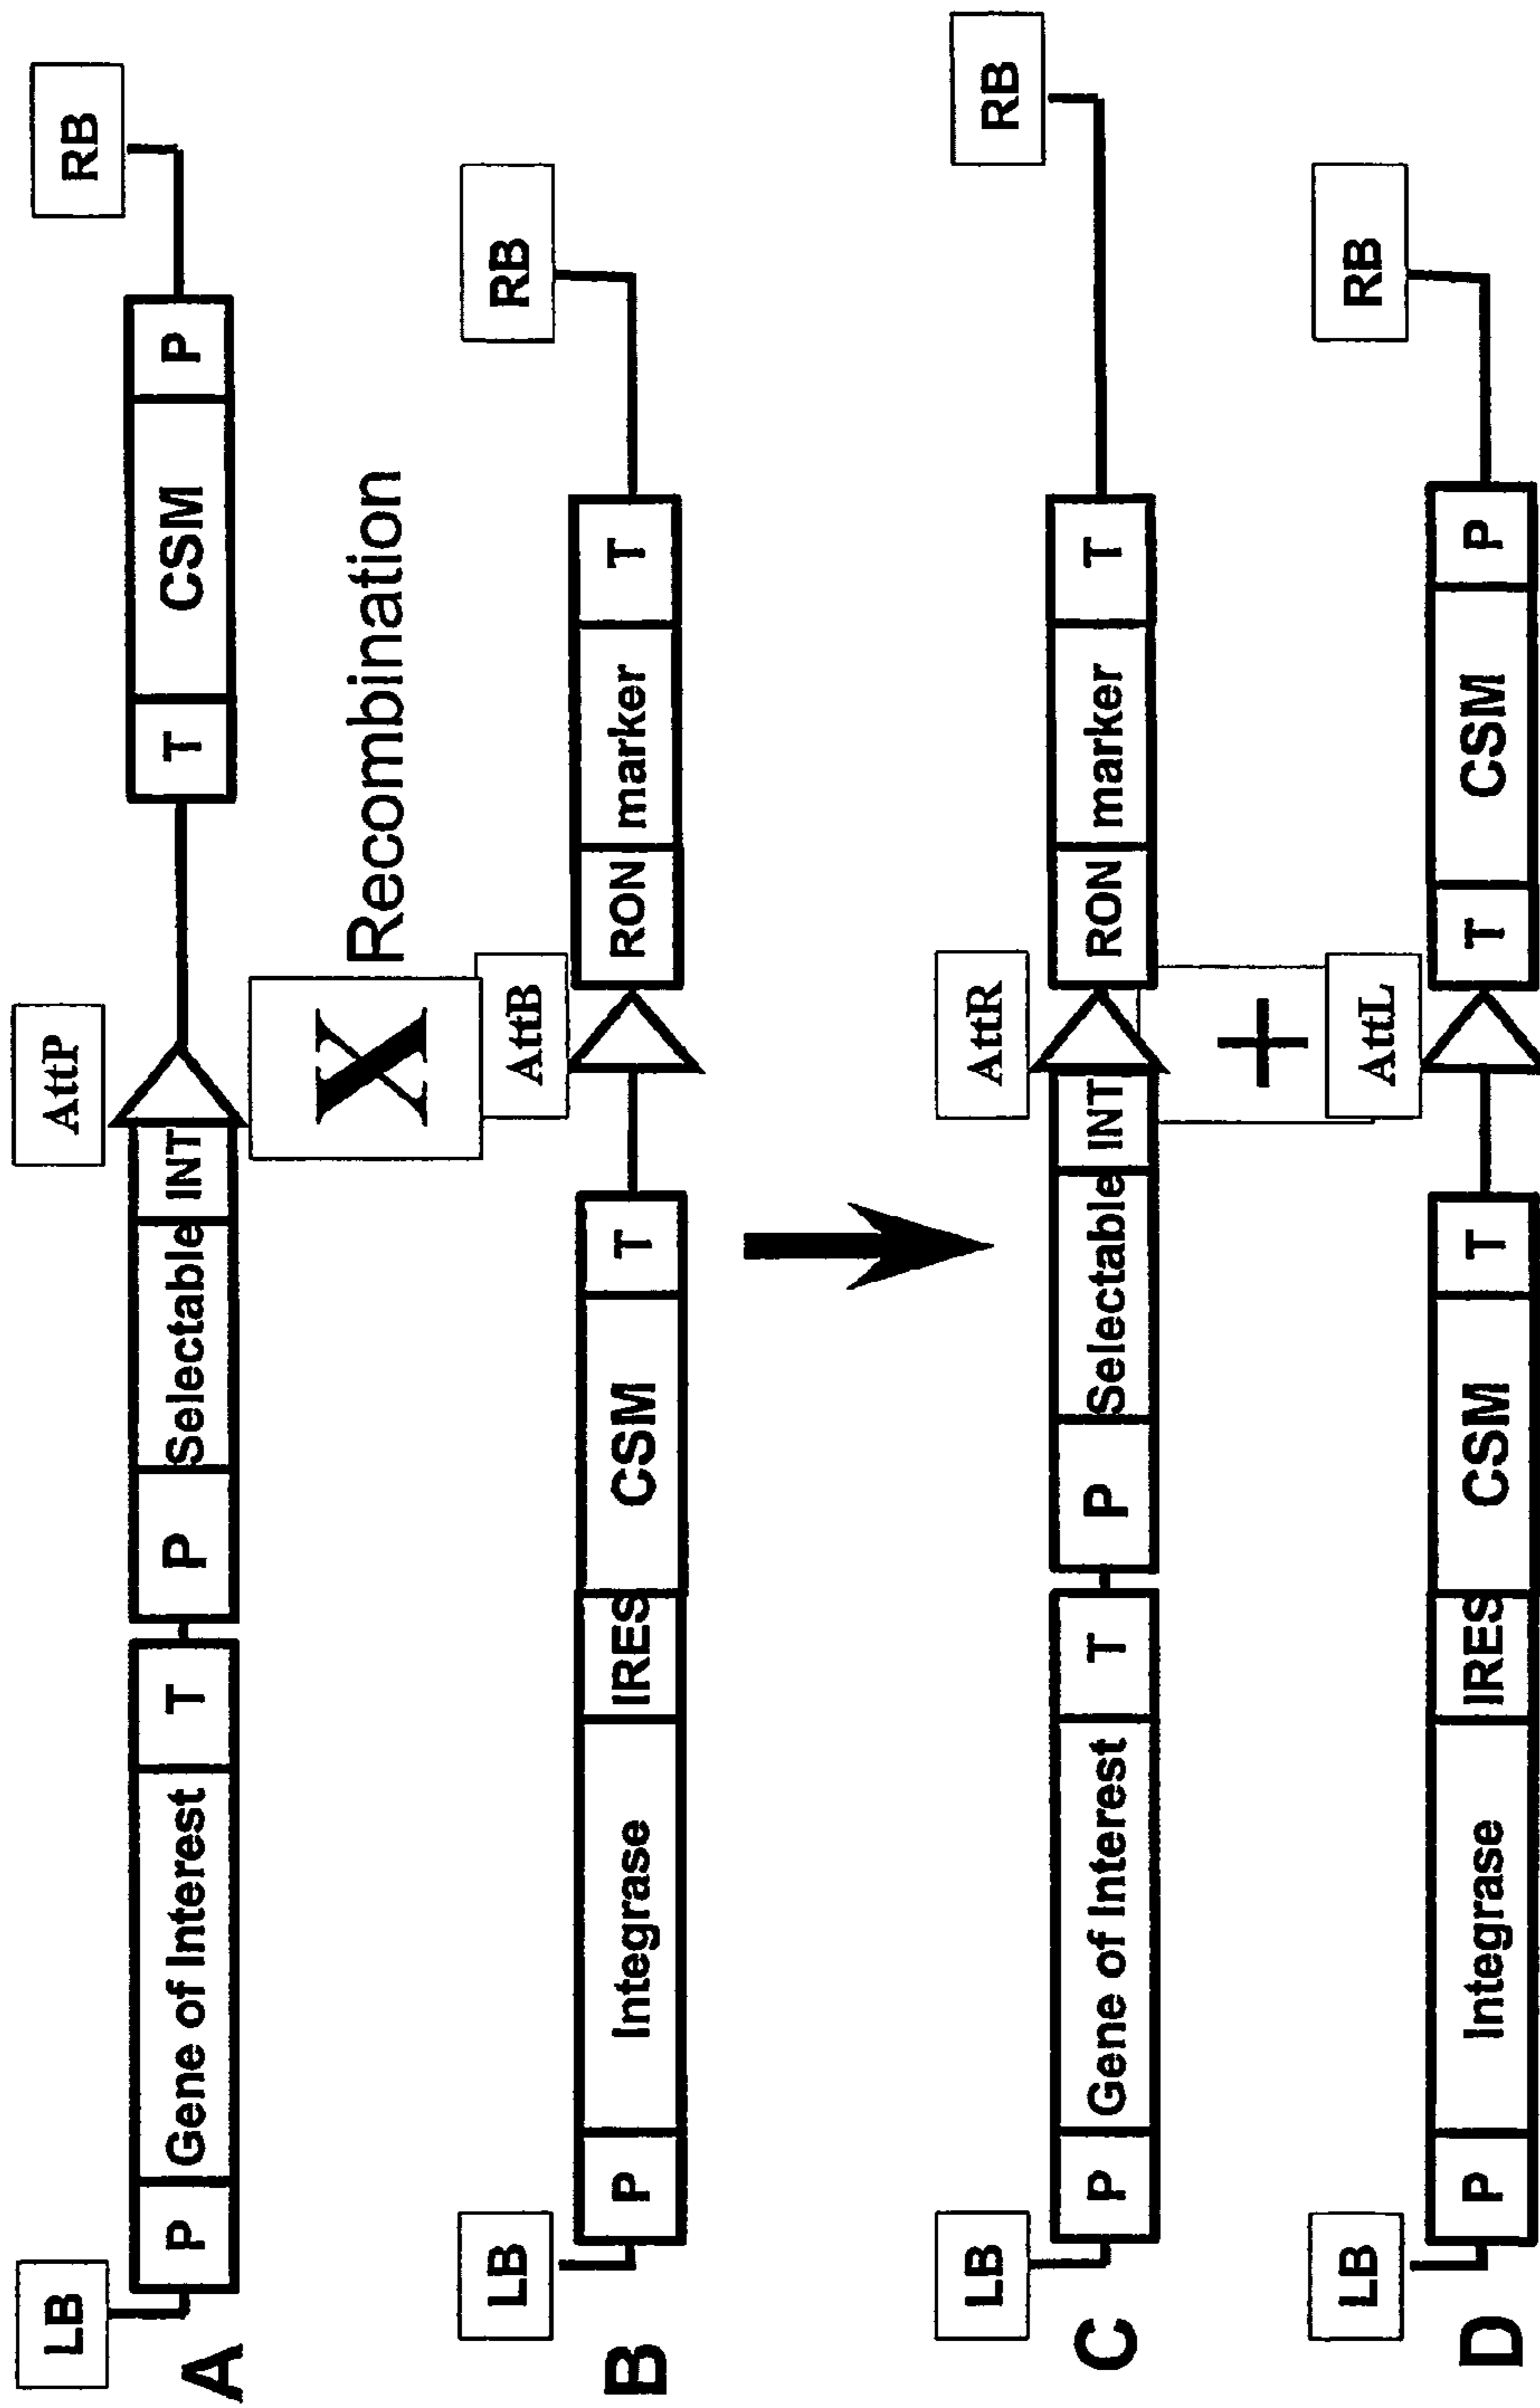 A LB P Gene of Interest T P Selectable INT AttP T CSM P RB
X Recombination
B LB P Integrase IRES CSM T AttB RON marker T RB
C LB P Gene of Interest T P Selectable INT AttR RON marker T RB
+
D LB P Integrase IRES CSM T AttL T CSM P RB